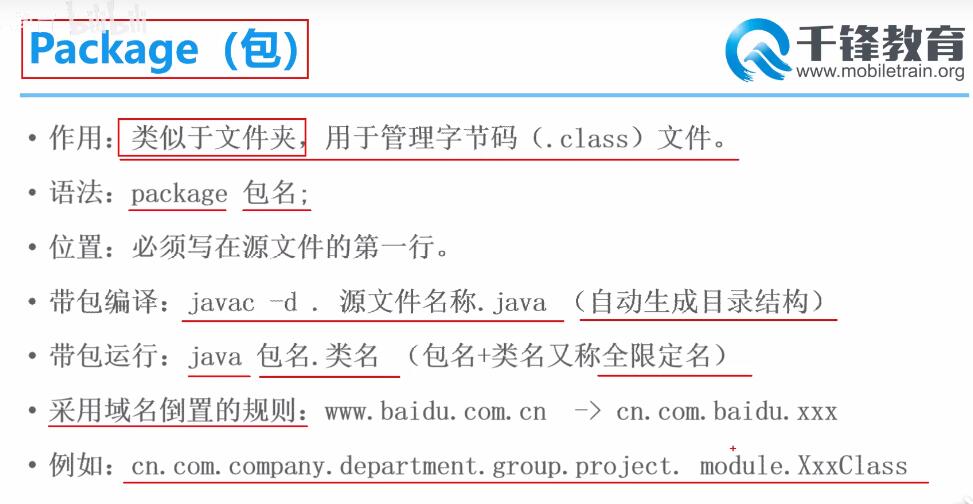 Package（包）
千锋教育
www.mobiletrain.org
• 作用：类似于文件夹，用于管理字节码（.class）文件。
• 语法：package 包名;
• 位置：必须写在源文件的第一行。
• 带包编译：javac -d . 源文件名称.java （自动生成目录结构）
• 带包运行：java 包名.类名 （包名+类名又称全限定名）
• 采用域名倒置的规则：www.baidu.com.cn -> cn.com.baidu.xxx
• 例如：cn.com.company.department.group.project. module.XxxClass